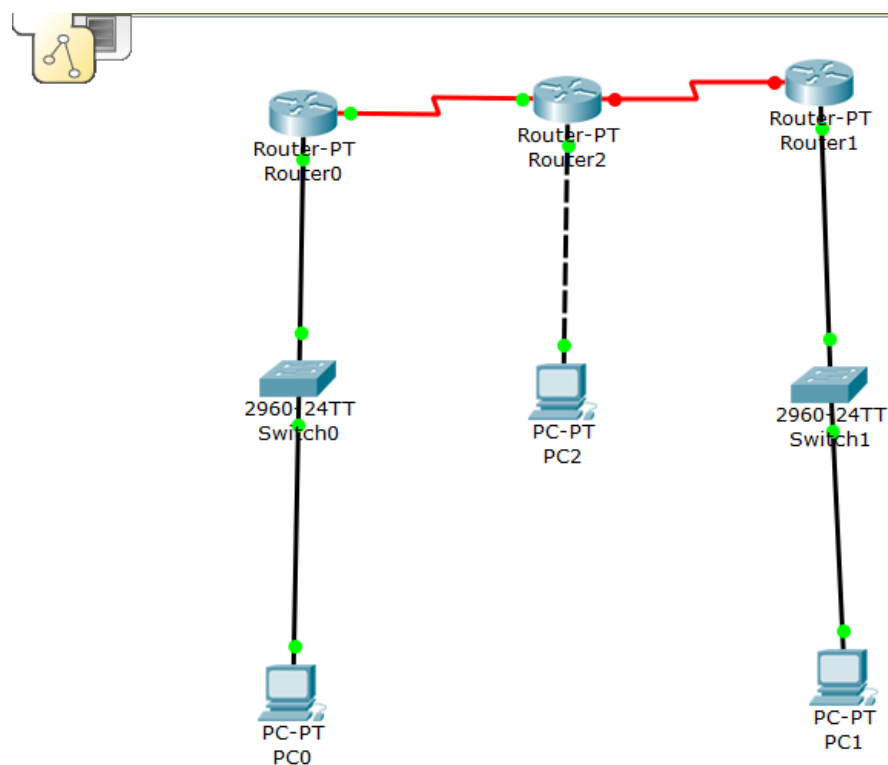 Router-PT
Router0
Router-PT
Router2
Router-PT
Router1
2960-24TT
Switch0
PC-PT
PC2
2960-24TT
Switch1
PC-PT
PC0
PC-PT
PC1